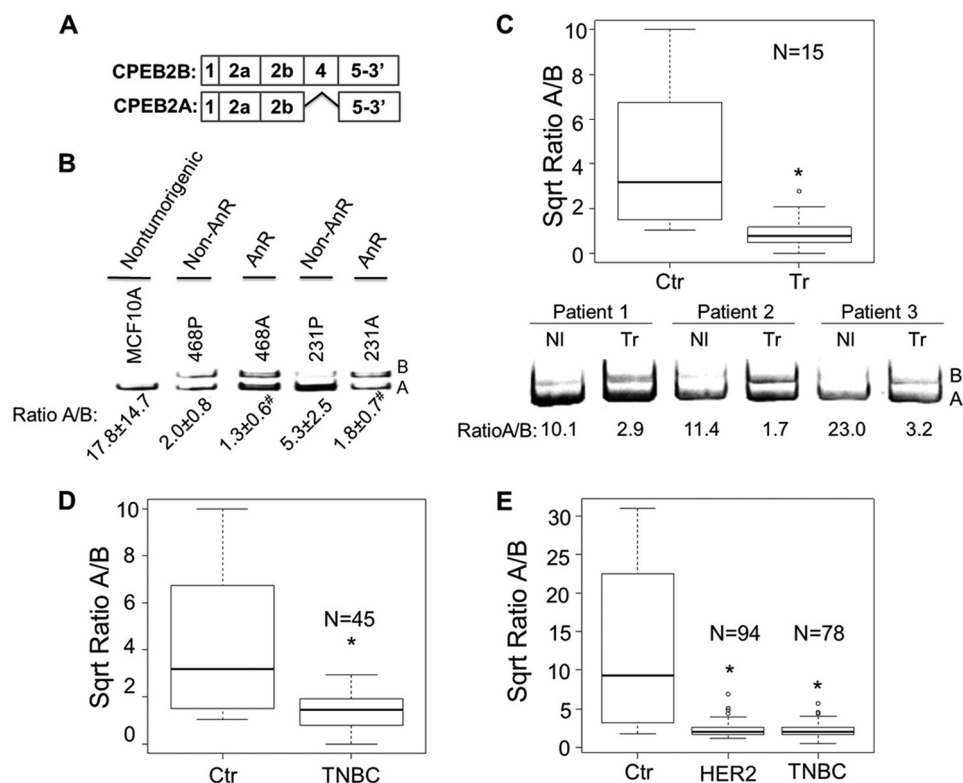 A
CPEB2B: 1 2a 2b 4 5-3'
CPEB2A: 1 2a 2b 5-3'
B
Nontumorigenic Non-AnR AnR Non-AnR AnR
MCF10A 468P 468A 231P 231A
B
A
Ratio A/B: 17.8±14.7 2.0±0.8 1.3±0.6# 5.3±2.5 1.8±0.7#
C
Sqrt Ratio A/B
10
8
6
4
2
0
N=15
*
Ctr Tr
Patient 1 Patient 2 Patient 3
NI Tr NI Tr NI Tr
B
A
RatioA/B: 10.1 2.9 11.4 1.7 23.0 3.2
D
Sqrt Ratio A/B
10
8
6
4
2
0
N=45
*
Ctr TNBC
E
Sqrt Ratio A/B
30
25
20
15
10
5
0
N=94 N=78
* *
Ctr HER2 TNBC